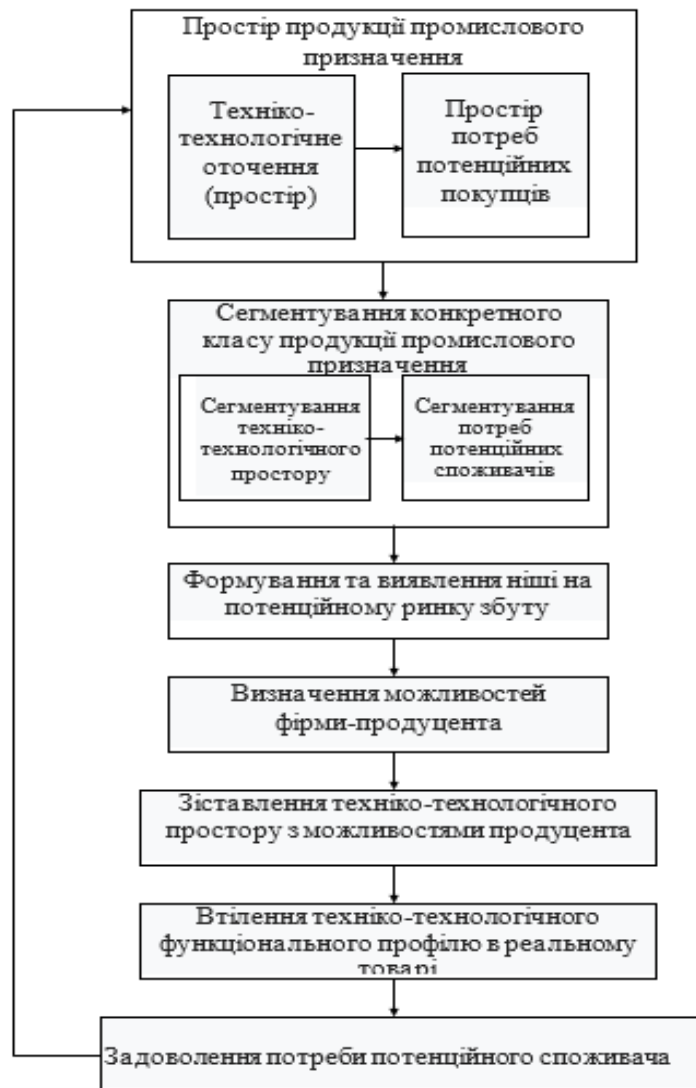 Простір продукції промислового
призначення
Техніко-
технологічне
оточення
(простір)
Простір
потреб
потенційних
покупців
Сегментування конкретного
класу продукції промислового
призначення
Сегментування
техніко-
технологічного
простору
Сегментування
потреб
потенційних
споживачів
Формування та виявлення ніші на
потенційному ринку збуту
Визначення можливостей
фірми-продуцента
Зіставлення техніко-технологічного
простору з можливостями продуцента
Втілення техніко-технологічного
функціонального профілю в реальному
товарі
Задоволення потреби потенційного споживача